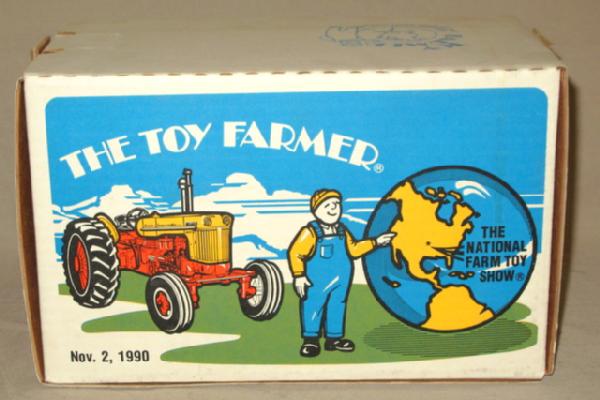 THE TOY FARMER®
THE
NATIONAL
FARM TOY
SHOW®
Nov. 2, 1990